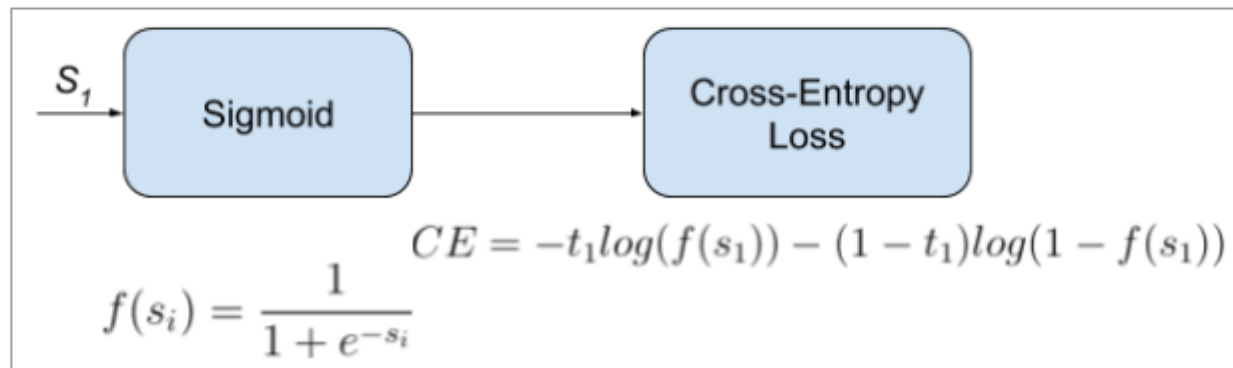 S₁
Sigmoid
Cross-Entropy
Loss
CE = −t₁log(f(s₁)) − (1 − t₁)log(1 − f(s₁))
f(sᵢ) = 1 / (1 + e^{−sᵢ})